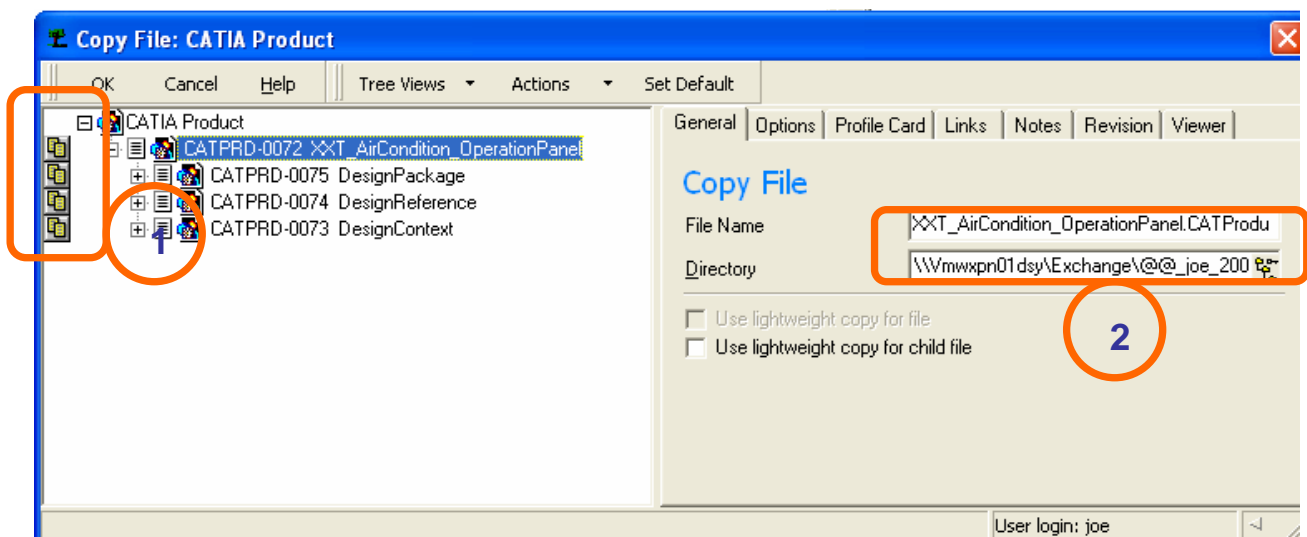 Copy File: CATIA Product
OK Cancel Help Tree Views Actions Set Default
CATIA Product
CATPRD-0072 XXT_AirCondition_OperationPanel
CATPRD-0075 DesignPackage
CATPRD-0074 DesignReference
CATPRD-0073 DesignContext
1
General Options Profile Card Links Notes Revision Viewer
Copy File
File Name XXT_AirCondition_OperationPanel.CATProdu
Directory \\Vmwxpn01dsy\Exchange\@@_joe_200
Use lightweight copy for file
Use lightweight copy for child file
2
User login: joe